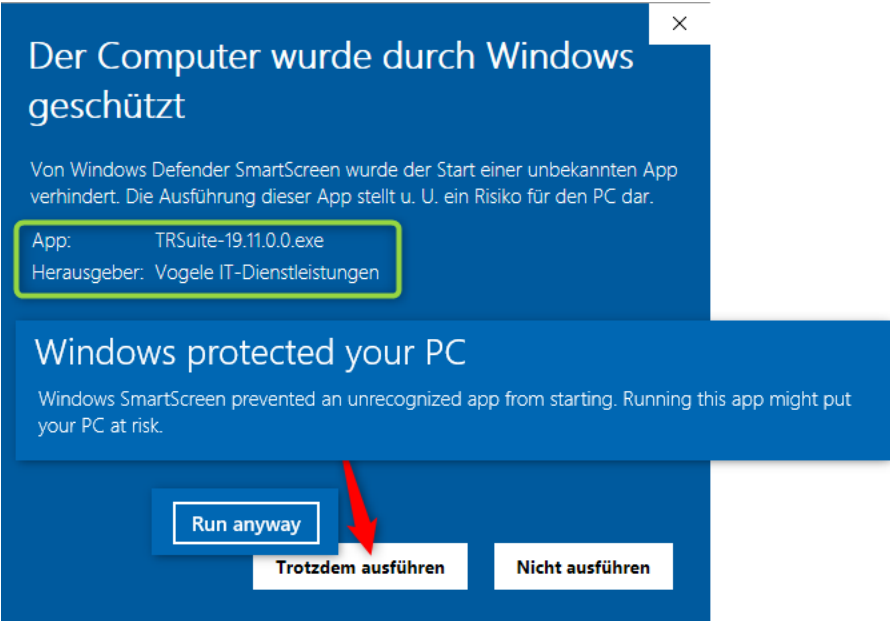 Der Computer wurde durch Windows
geschützt
Von Windows Defender SmartScreen wurde der Start einer unbekannten App
verhindert. Die Ausführung dieser App stellt u. U. ein Risiko für den PC dar.
App: TRSuite-19.11.0.0.exe
Herausgeber: Vogele IT-Dienstleistungen
Windows protected your PC
Windows SmartScreen prevented an unrecognized app from starting. Running this app might put
your PC at risk.
Run anyway
Trotzdem ausführen Nicht ausführen